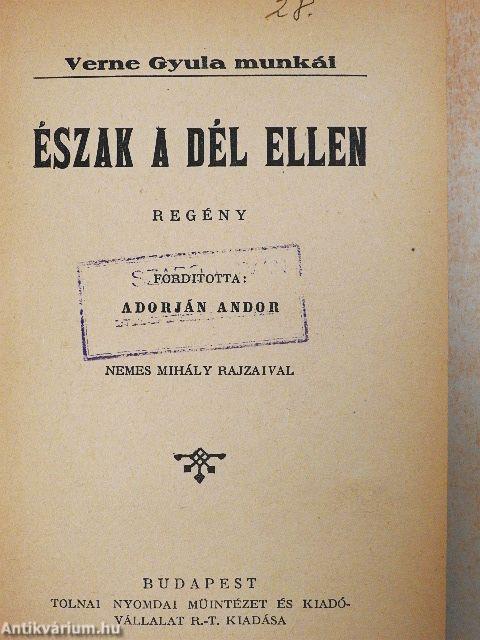 28.
Verne Gyula munkái
ÉSZAK A DÉL ELLEN
REGÉNY
FORDITOTTA:
ADORJÁN ANDOR
NEMES MIHÁLY RAJZAIVAL
BUDAPEST
TOLNAI NYOMDAI MŰINTÉZET ÉS KIADÓ-
VÁLLALAT R.-T. KIADÁSA
Antikvárium.hu